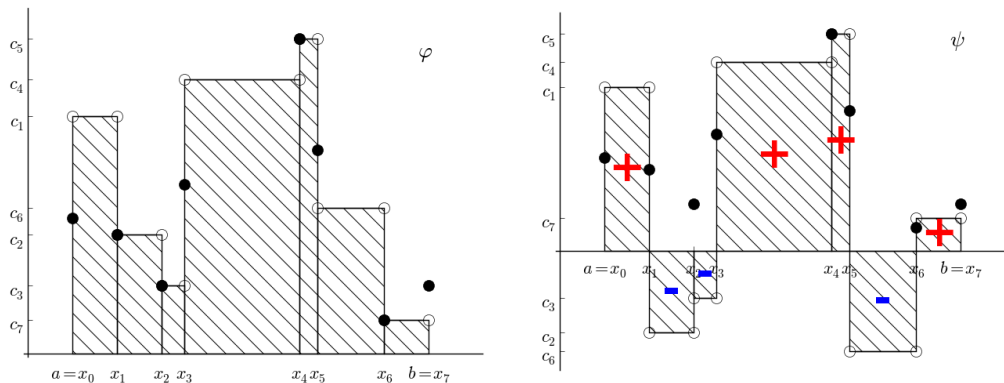 c₅
φ
c₄
c₁
c₆
c₂
c₃
c₇
a = x₀ x₁ x₂ x₃ x₄ x₅ x₆ b = x₇
c₅
ψ
c₄
c₁
c₇
a = x₀ x₁ x₂ x₃ x₄ x₅ x₆ b = x₇
c₃
c₂
c₆